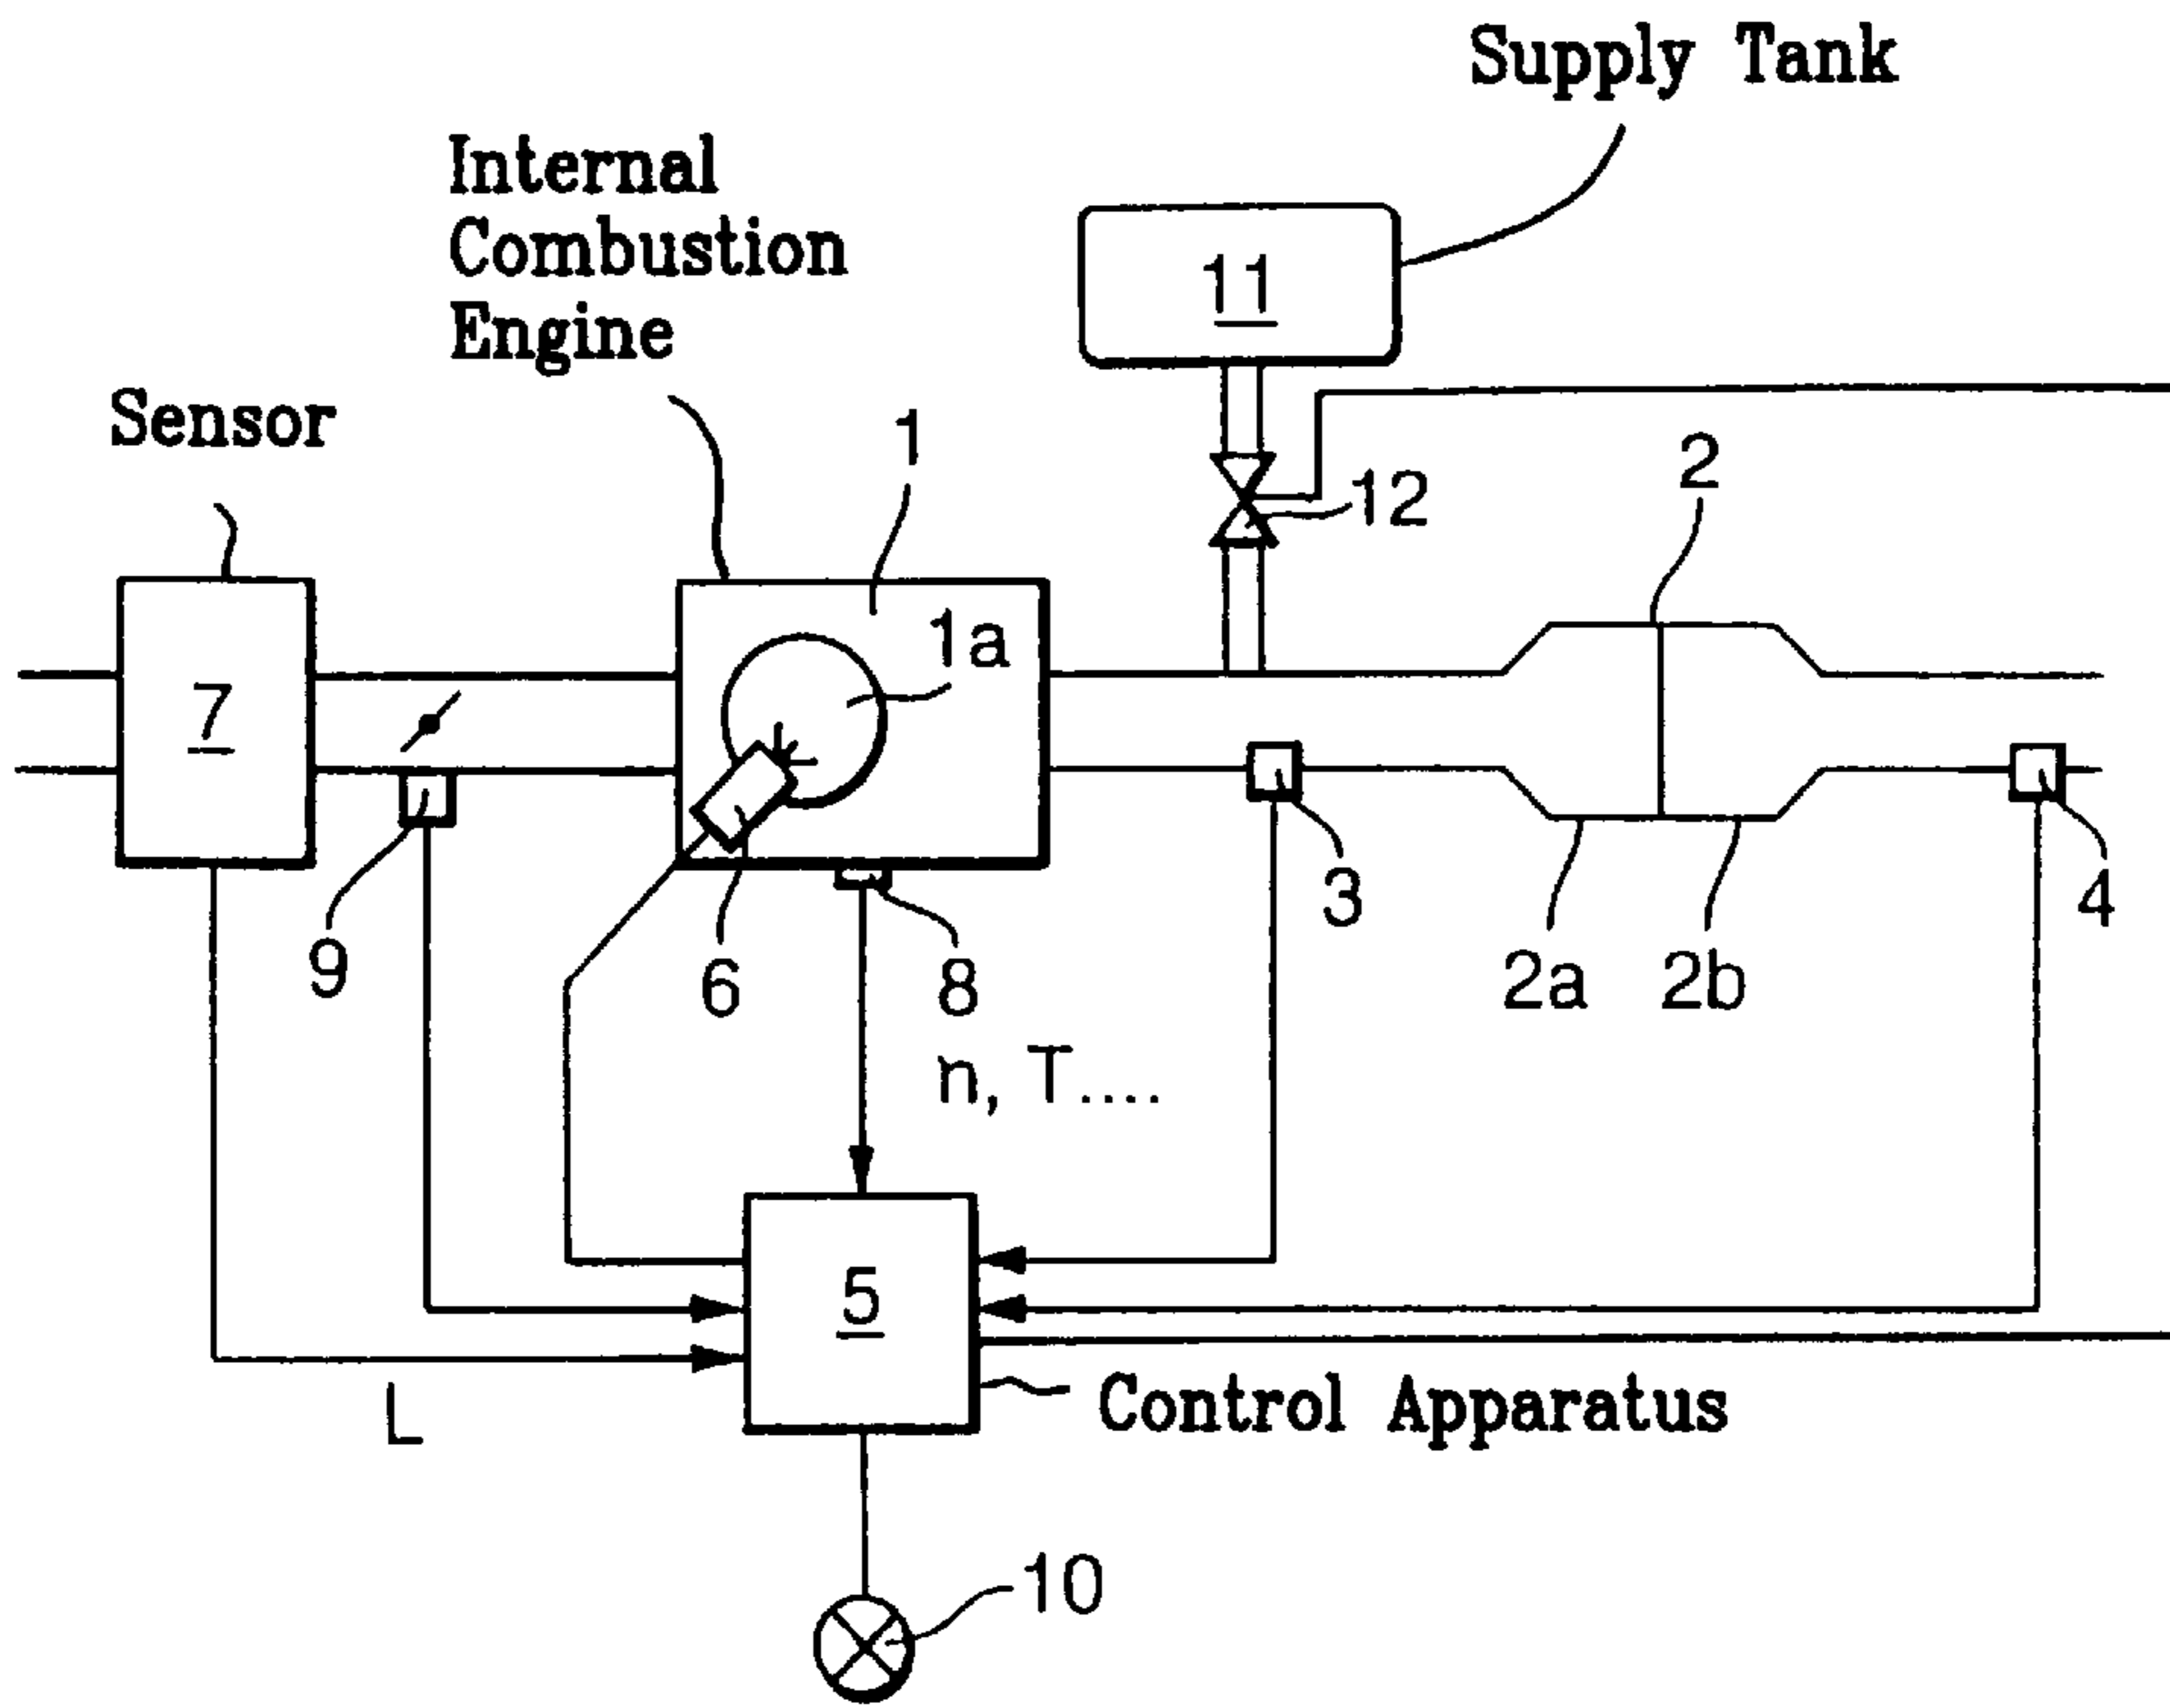 Supply Tank
Internal
Combustion
Engine
11
Sensor
1
2
12
1a
7
3
4
9
6
8
2a
2b
n, T....
5
L
Control Apparatus
10